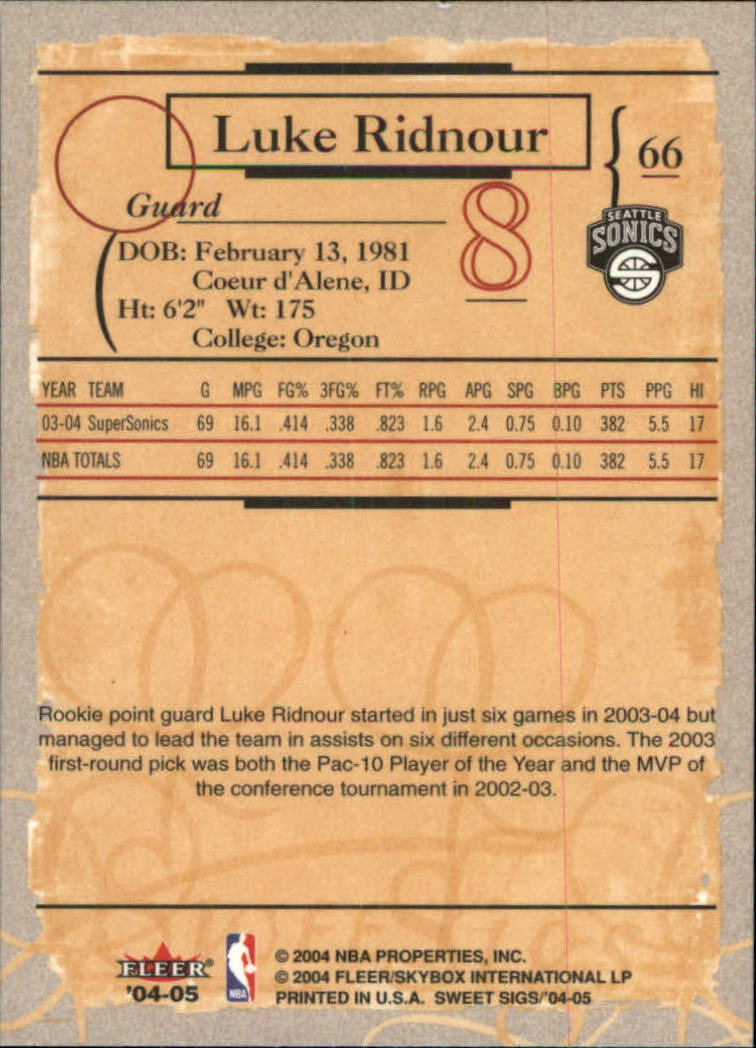 Luke Ridnour
66
Guard
8
SEATTLE
SONICS
DOB: February 13, 1981
Coeur d'Alene, ID
Ht: 6'2" Wt: 175
College: Oregon
YEAR TEAM G MPG FG% 3FG% FT% RPG APG SPG BPG PTS PPG HI
03-04 SuperSonics 69 16.1 .414 .338 .823 1.6 2.4 0.75 0.10 382 5.5 17
NBA TOTALS 69 16.1 .414 .338 .823 1.6 2.4 0.75 0.10 382 5.5 17
Rookie point guard Luke Ridnour started in just six games in 2003-04 but
managed to lead the team in assists on six different occasions. The 2003
first-round pick was both the Pac-10 Player of the Year and the MVP of
the conference tournament in 2002-03.
FLEER®
'04-05
NBA
© 2004 NBA PROPERTIES, INC.
© 2004 FLEER/SKYBOX INTERNATIONAL LP
PRINTED IN U.S.A. SWEET SIGS/'04-05